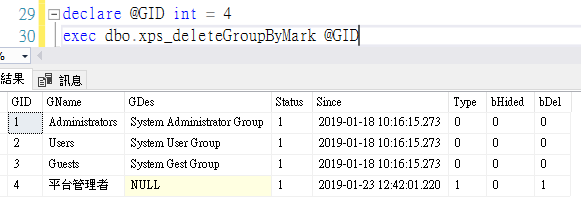 29 declare @GID int = 4
30 exec dbo.xps_deleteGroupByMark @GID
%
結果 訊息
GID GName GDes Status Since Type bHided bDel
1 Administrators System Administrator Group 1 2019-01-18 10:16:15.273 0 0 0
2 Users System User Group 1 2019-01-18 10:16:15.273 0 0 0
3 Guests System Gest Group 1 2019-01-18 10:16:15.273 0 0 0
4 平台管理者 NULL 1 2019-01-23 12:42:01.220 1 0 1